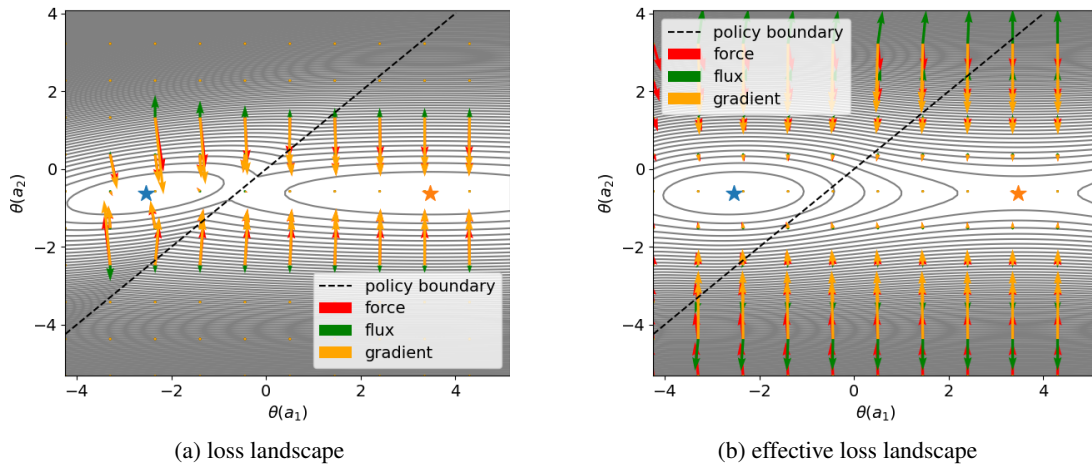 4
2
0
−2
−4
θ(a₂)
−4
−2
0
2
4
θ(a₁)
policy boundary
force
flux
gradient
(a) loss landscape
4
2
0
−2
−4
θ(a₂)
−4
−2
0
2
4
θ(a₁)
policy boundary
force
flux
gradient
(b) effective loss landscape